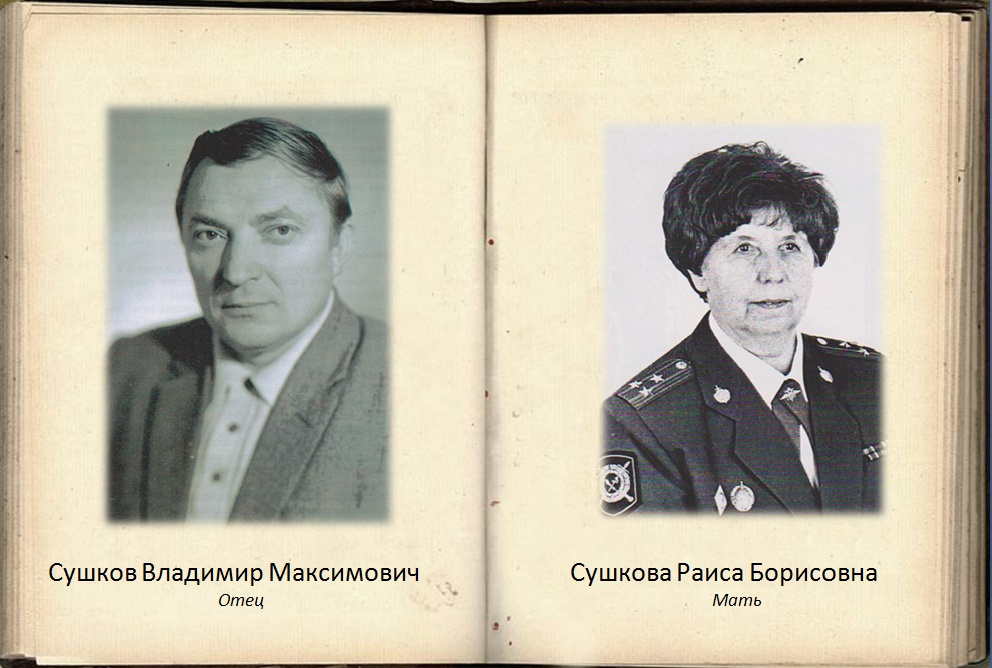 Сушков Владимир Максимович
Отец
Сушкова Раиса Борисовна
Мать